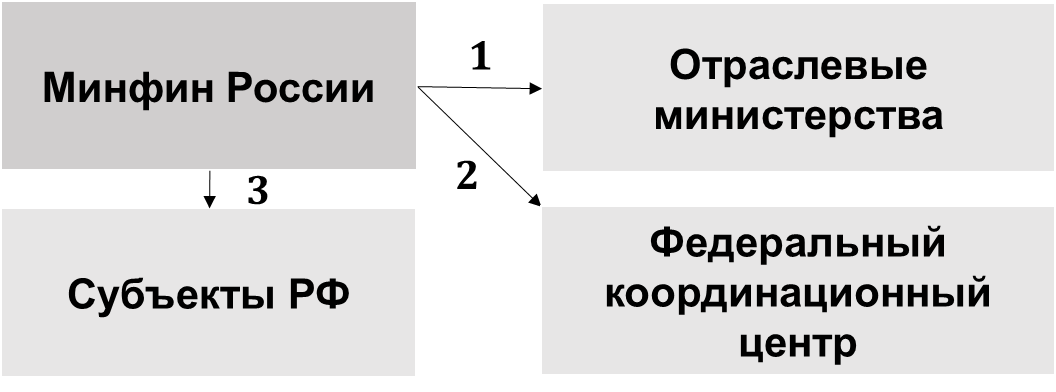 Минфин России
1
Отраслевые
министерства
2
3
Субъекты РФ
Федеральный
координационный
центр